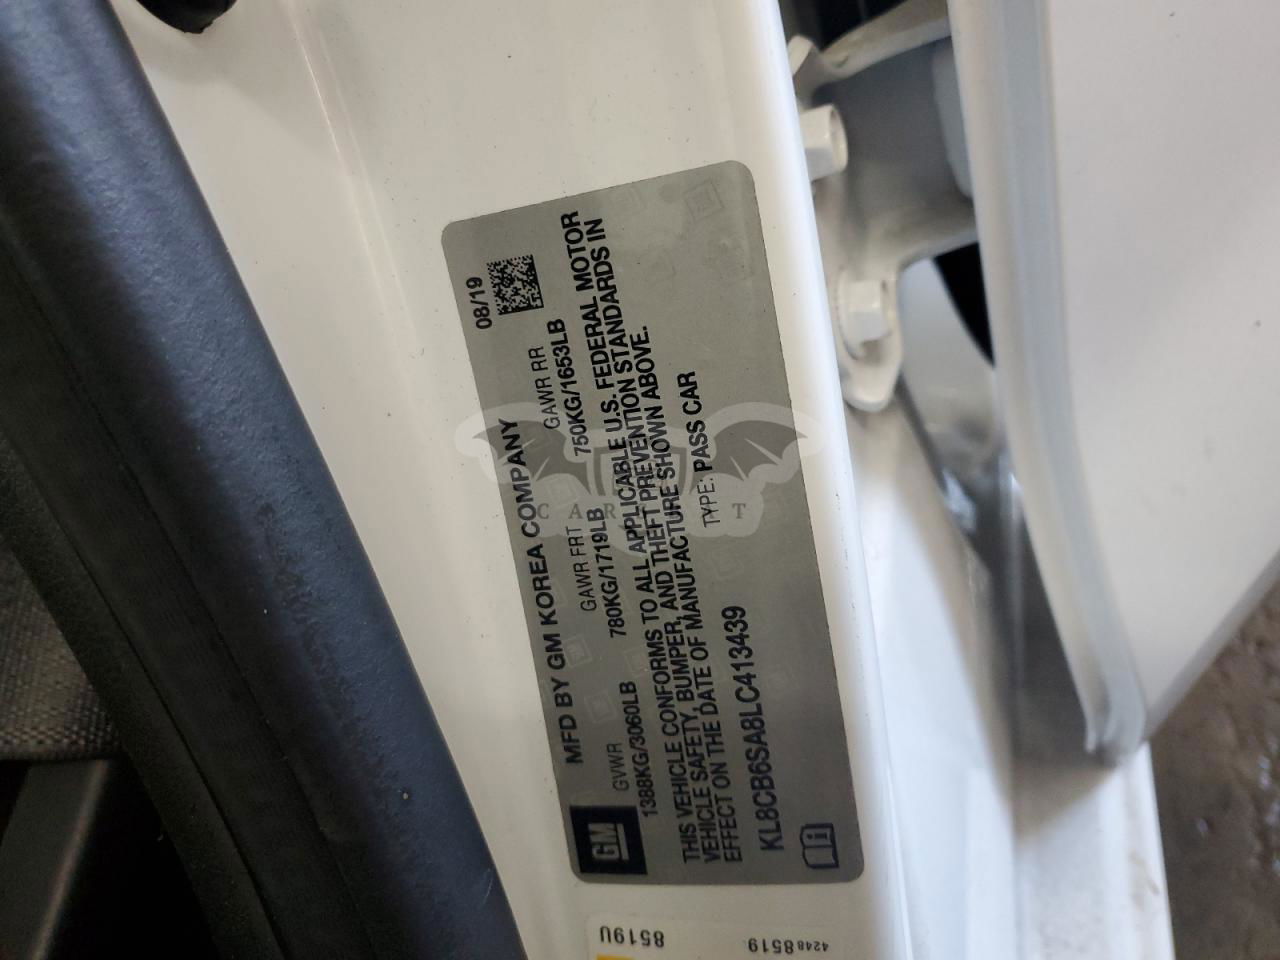 MFD BY GM KOREA COMPANY
08/19
GM
GVWR GAWR FRT GAWR RR
1388KG/3060LB 780KG/1719LB 750KG/1653LB
THIS VEHICLE CONFORMS TO ALL APPLICABLE U.S. FEDERAL MOTOR
VEHICLE SAFETY, BUMPER, AND THEFT PREVENTION STANDARDS IN
EFFECT ON THE DATE OF MANUFACTURE SHOWN ABOVE.
TYPE: PASS CAR
KL8CB6SA8LC413439
8519U
42488519